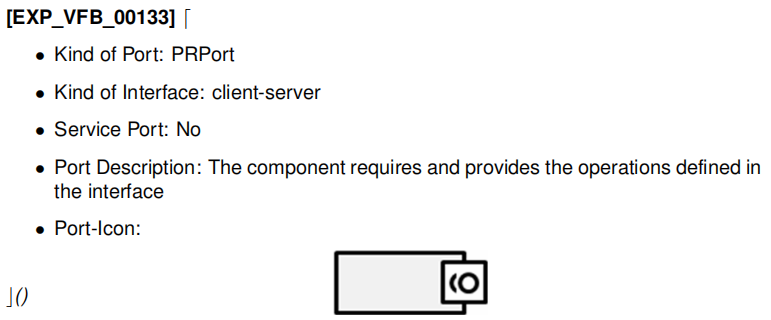 [EXP_VFB_00133] ⌈
• Kind of Port: PRPort
• Kind of Interface: client-server
• Service Port: No
• Port Description: The component requires and provides the operations defined in
the interface
• Port-Icon:
⌋()